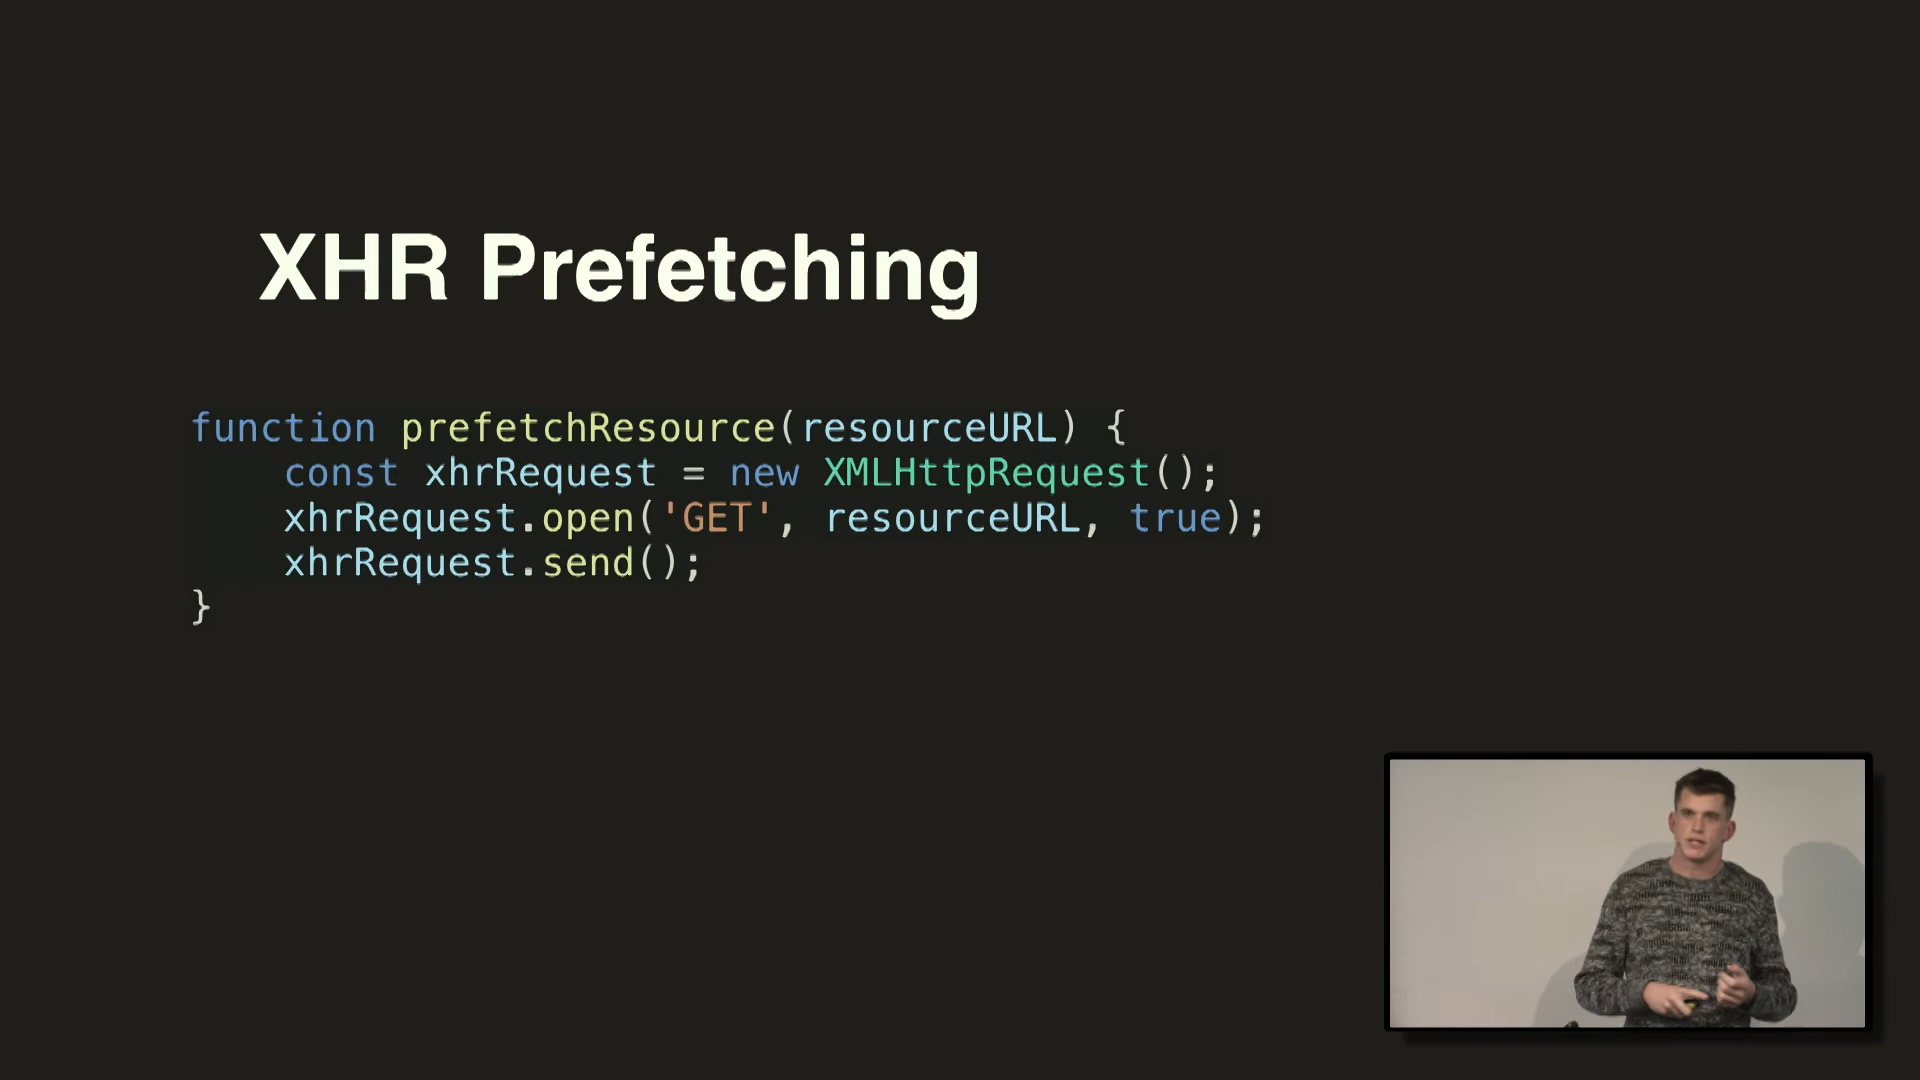 XHR Prefetching
function prefetchResource(resourceURL) {
    const xhrRequest = new XMLHttpRequest();
    xhrRequest.open('GET', resourceURL, true);
    xhrRequest.send();
}